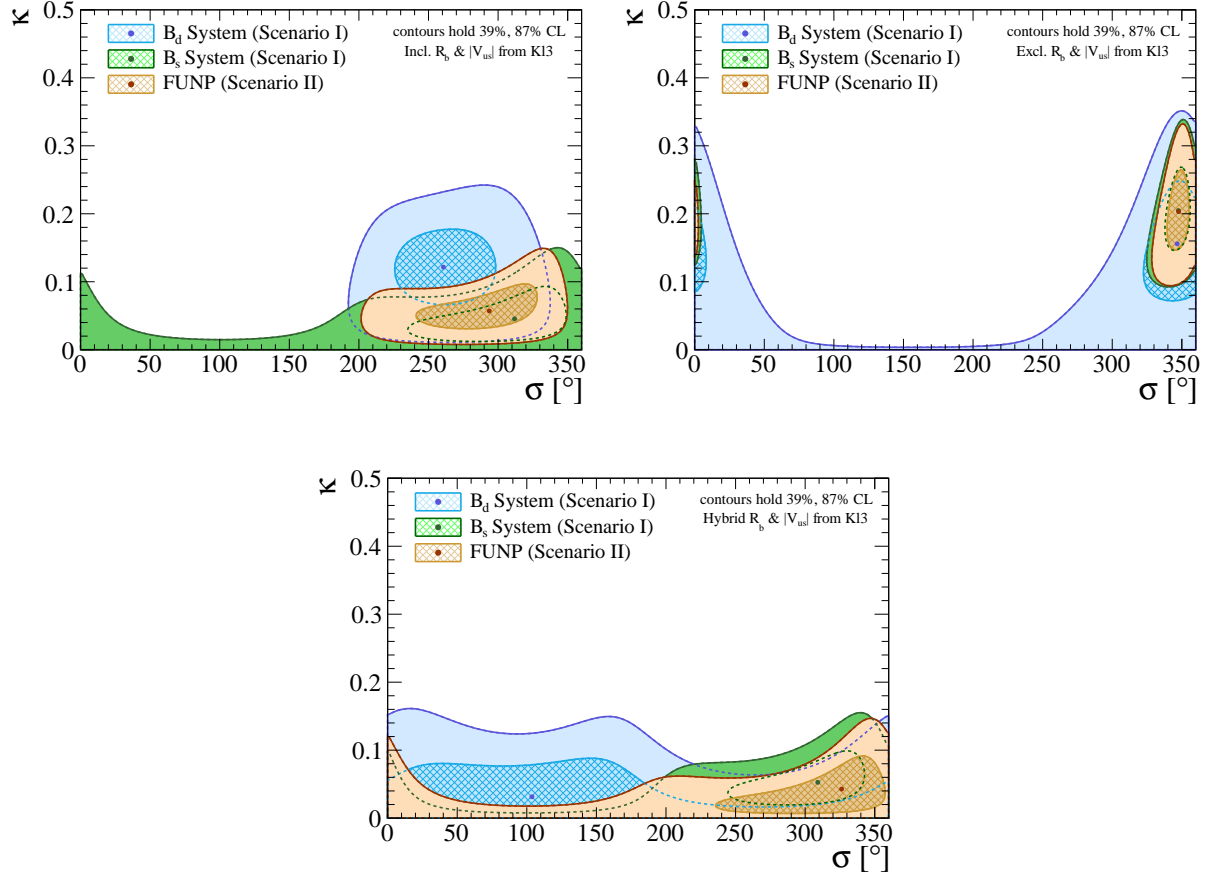 κ
0.5
0.4
0.3
0.2
0.1
0
B_d System (Scenario I)
B_s System (Scenario I)
FUNP (Scenario II)
contours hold 39%, 87% CL
Incl. R_b & |V_us| from Kl3
0 50 100 150 200 250 300 350
σ [°]
κ
0.5
0.4
0.3
0.2
0.1
0
B_d System (Scenario I)
B_s System (Scenario I)
FUNP (Scenario II)
contours hold 39%, 87% CL
Excl. R_b & |V_us| from Kl3
0 50 100 150 200 250 300 350
σ [°]
κ
0.5
0.4
0.3
0.2
0.1
0
B_d System (Scenario I)
B_s System (Scenario I)
FUNP (Scenario II)
contours hold 39%, 87% CL
Hybrid R_b & |V_us| from Kl3
0 50 100 150 200 250 300 350
σ [°]